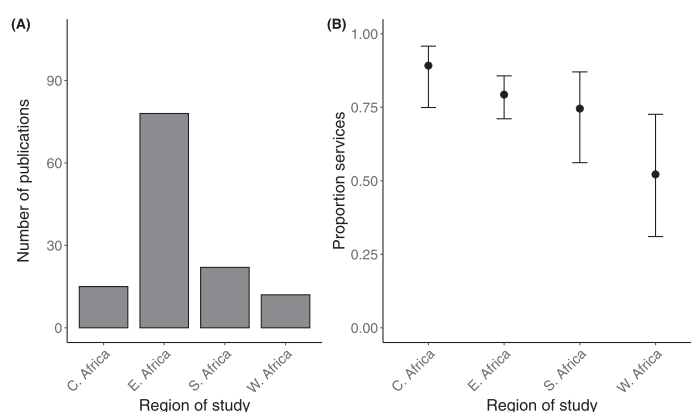 (A)
Number of publications
90
60
30
0
C. Africa
E. Africa
S. Africa
W. Africa
Region of study
(B)
Proportion services
1.00
0.75
0.50
0.25
0.00
C. Africa
E. Africa
S. Africa
W. Africa
Region of study